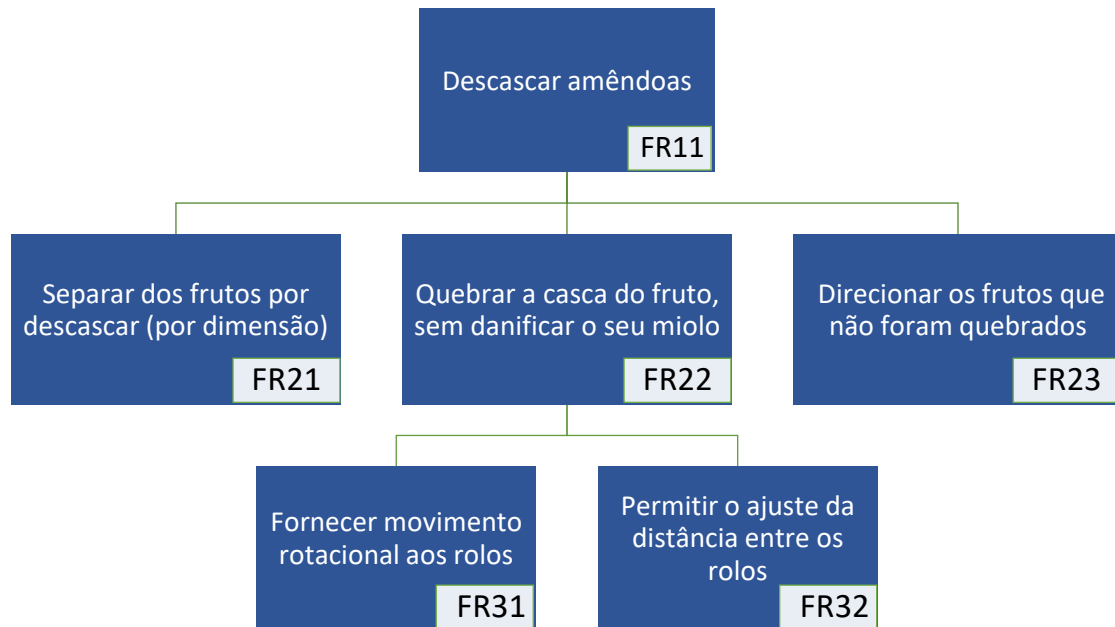 Descascar amêndoas
FR11
Separar dos frutos por
descascar (por dimensão)
FR21
Quebrar a casca do fruto,
sem danificar o seu miolo
FR22
Direcionar os frutos que
não foram quebrados
FR23
Fornecer movimento
rotacional aos rolos
FR31
Permitir o ajuste da
distância entre os
rolos
FR32